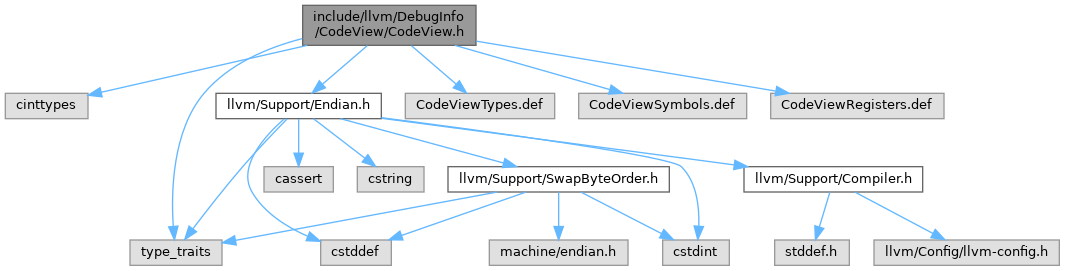 include/llvm/DebugInfo
/CodeView/CodeView.h
cinttypes
llvm/Support/Endian.h
CodeViewTypes.def
CodeViewSymbols.def
CodeViewRegisters.def
cassert
cstring
llvm/Support/SwapByteOrder.h
llvm/Support/Compiler.h
type_traits
cstddef
machine/endian.h
cstdint
stddef.h
llvm/Config/llvm-config.h